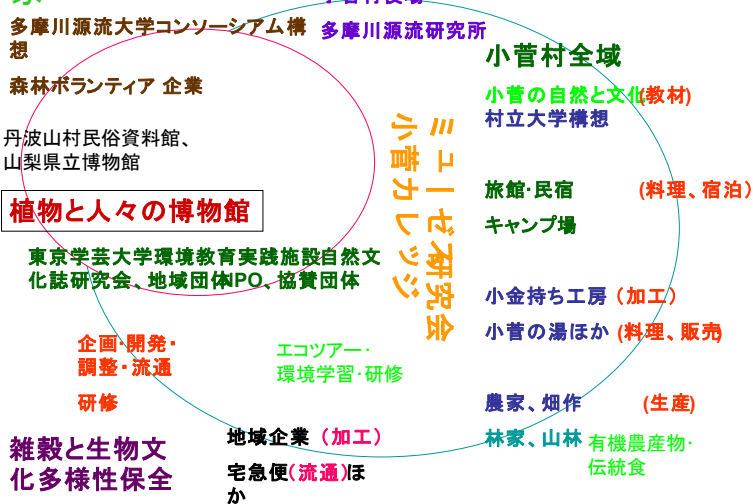 多摩川源流大学コンソーシアム構
想
多摩川源流研究所
森林ボランティア 企業
小菅村全域
小菅の自然と文化(教材)
村立大学構想
丹波山村民俗資料館、
山梨県立博物館
ミューゼ研究会
小菅カレッジ
植物と人々の博物館
旅館・民宿 (料理、宿泊)
キャンプ場
東京学芸大学環境教育実践施設自然文
化誌研究会、地域団体NPO、協賛団体
小金持ち工房（加工）
小菅の湯ほか (料理、販売)
企画・開発・
調整・流通
研修
エコツアー・
環境学習・研修
農家、畑作 (生産)
林家、山林
有機農産物・
伝統食
雑穀と生物文
化多様性保全
地域企業（加工）
宅急便(流通)ほ
か